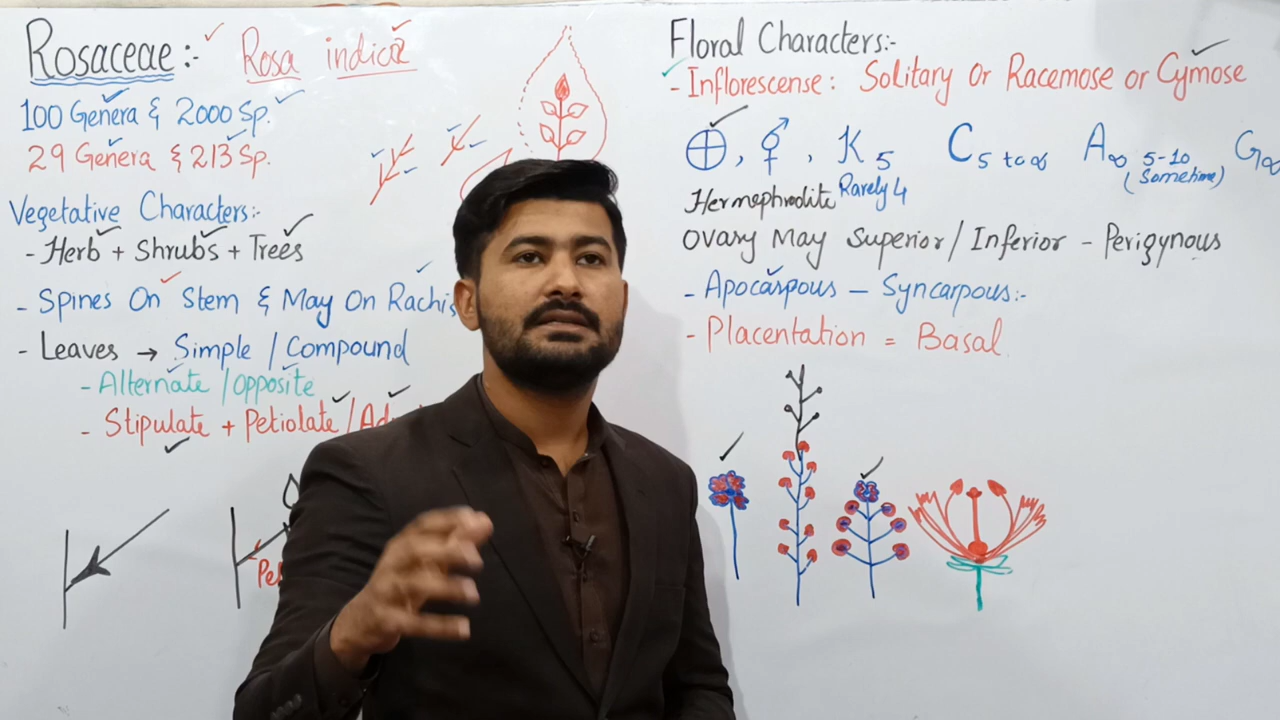 Rosaceae:- Rosa indica
100 Genera & 2000 Sp.
29 Genera & 213 Sp.
Vegetative Characters:-
- Herb + Shrubs + Trees
- Spines On Stem & May On Rachis
- Leaves → Simple / Compound
- Alternate / Opposite
- Stipulate + Petiolate /
Floral Characters:-
- Inflorescense: Solitary Or Racemose or Cymose
⊕, ⚥, K5 C5 to ∞ A∞ 5-10 (Sometime) G∞
Hermephrodite Rarely 4
Ovary May Superior / Inferior - Perigynous
- Apocarpous – Syncarpous:-
- Placentation = Basal